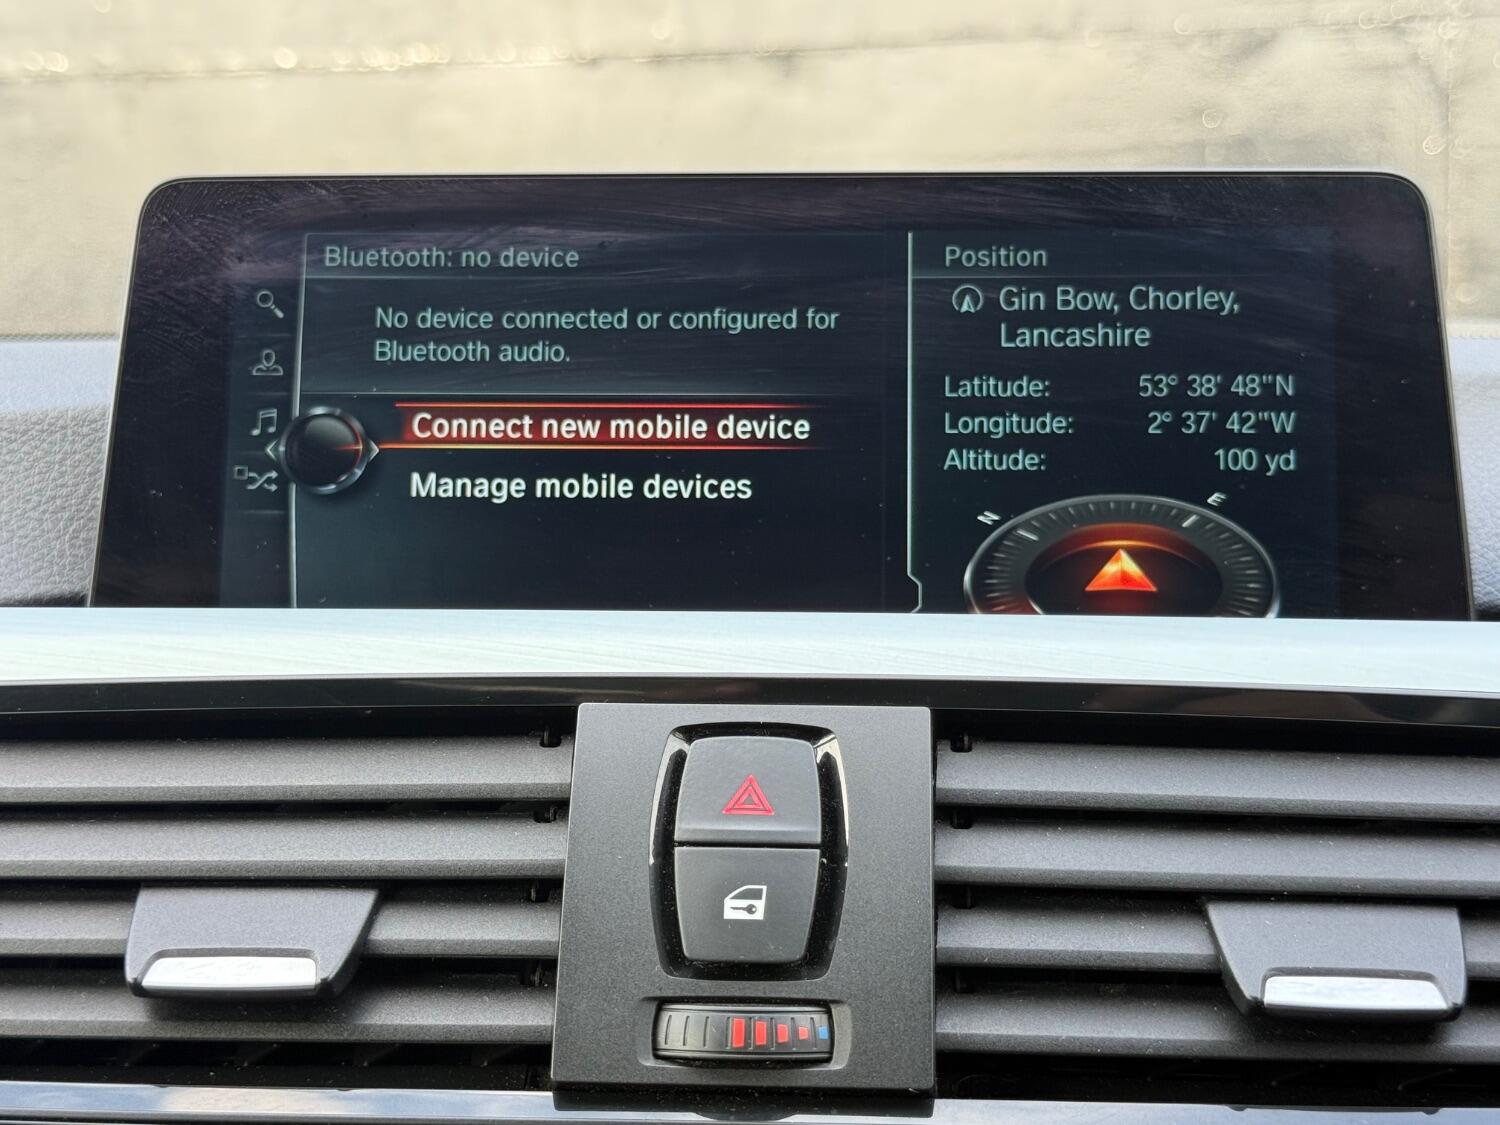 Bluetooth: no device
No device connected or configured for
Bluetooth audio.
Connect new mobile device
Manage mobile devices
Position
Gin Bow, Chorley,
Lancashire
Latitude: 53° 38' 48"N
Longitude: 2° 37' 42"W
Altitude: 100 yd
N E